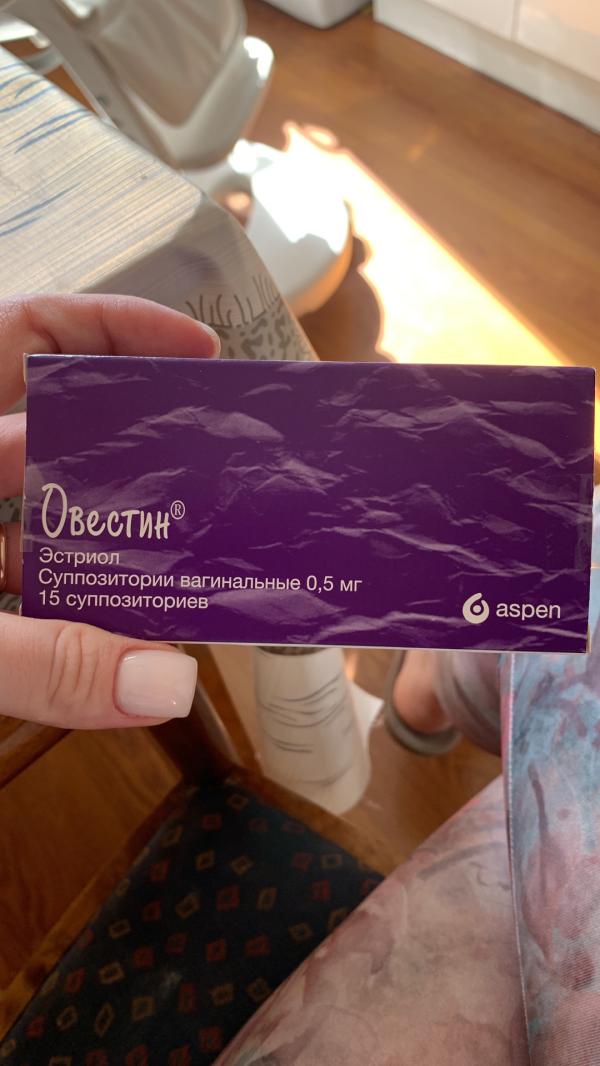 Овестин®
Эстриол
Суппозитории вагинальные 0,5 мг
15 суппозиториев
aspen